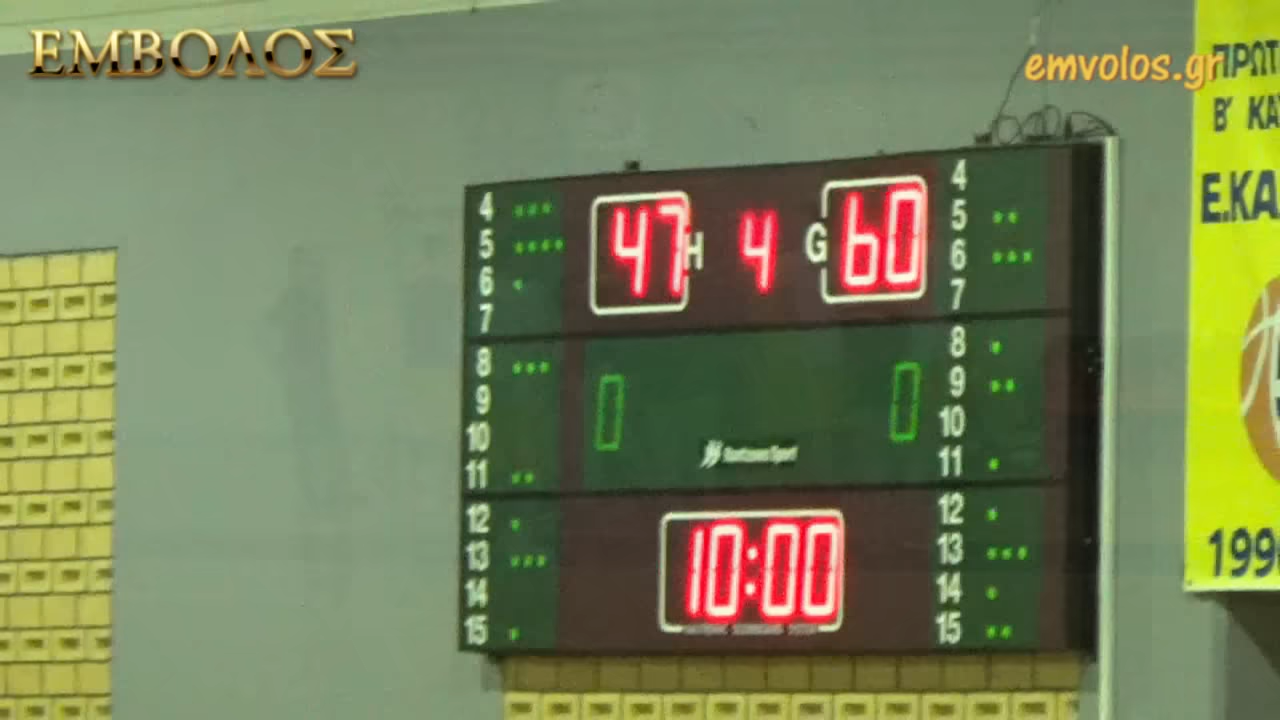 ΕΜΒΟΛΟΣ
emvolos.gr
ΠΡΩΤ
Β' ΚΑΤ
Ε.ΚΑ
199
4 4
5 47 H 4 G 60 5
6 6
7 7
8 8
9 0 0 9
10 10
11 11
12 12
13 10:00 13
14 14
15 15